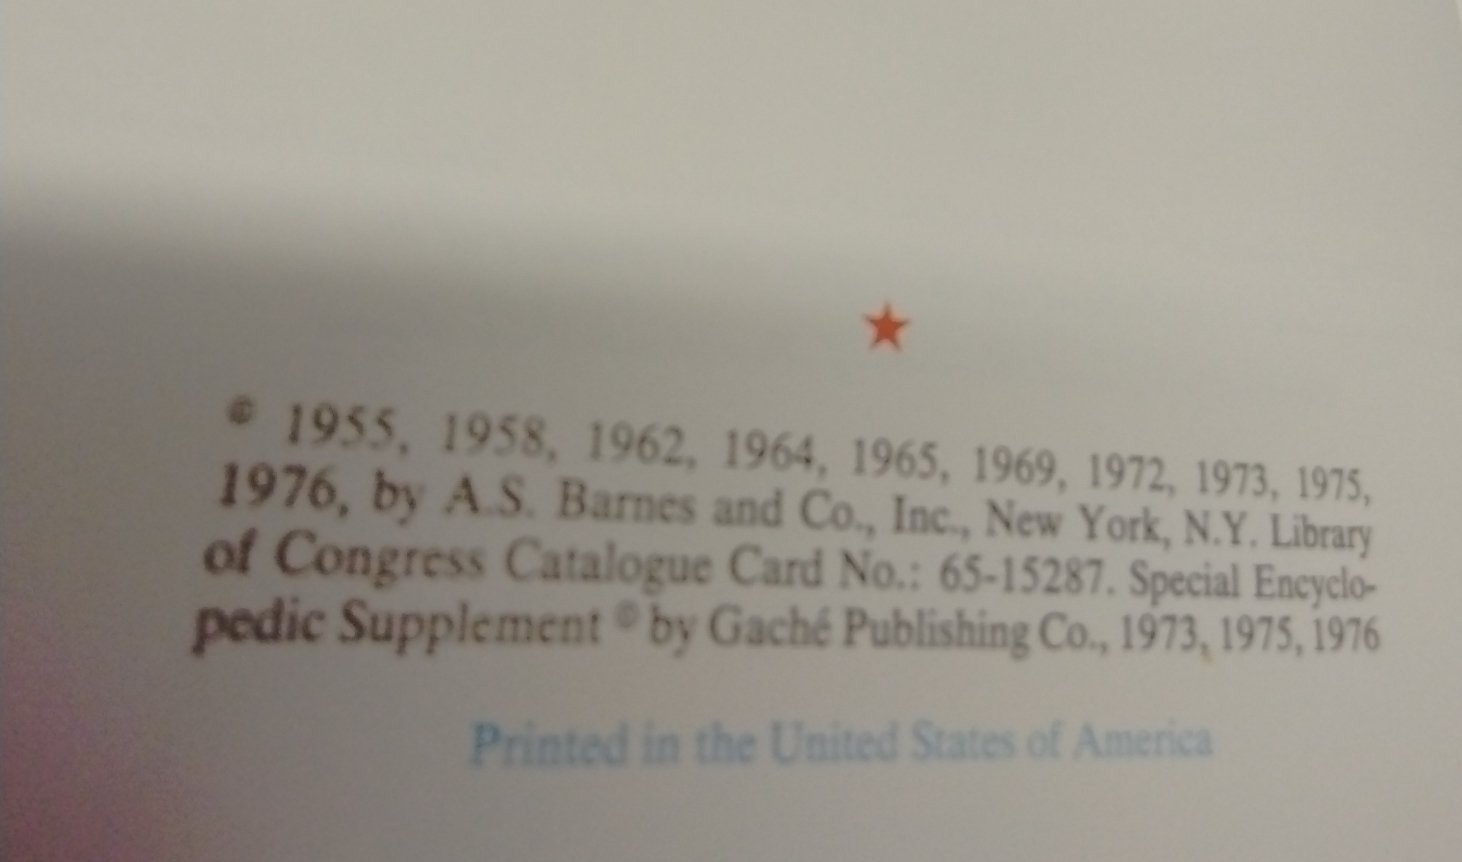 © 1955, 1958, 1962, 1964, 1965, 1969, 1972, 1973, 1975,
1976, by A.S. Barnes and Co., Inc., New York, N.Y. Library
of Congress Catalogue Card No.: 65-15287. Special Encyclo-
pedic Supplement © by Gaché Publishing Co., 1973, 1975, 1976
Printed in the United States of America